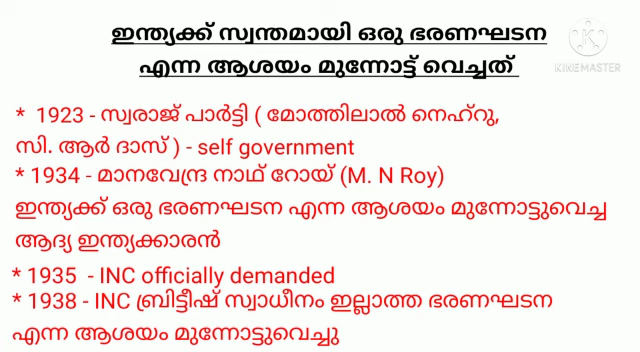 ഇന്ത്യക്ക് സ്വന്തമായി ഒരു ഭരണഘടന
എന്ന ആശയം മുന്നോട്ട് വെച്ചത്
KINEMASTER
* 1923 - സ്വരാജ് പാർട്ടി ( മോത്തിലാൽ നെഹ്റു,
സി. ആർ ദാസ് ) - self government
* 1934 - മാനവേന്ദ്ര നാഥ് റോയ് (M. N Roy)
ഇന്ത്യക്ക് ഒരു ഭരണഘടന എന്ന ആശയം മുന്നോട്ടുവെച്ച
ആദ്യ ഇന്ത്യക്കാരൻ
* 1935 - INC officially demanded
* 1938 - INC ബ്രിട്ടീഷ് സ്വാധീനം ഇല്ലാത്ത ഭരണഘടന
എന്ന ആശയം മുന്നോട്ടുവെച്ചു